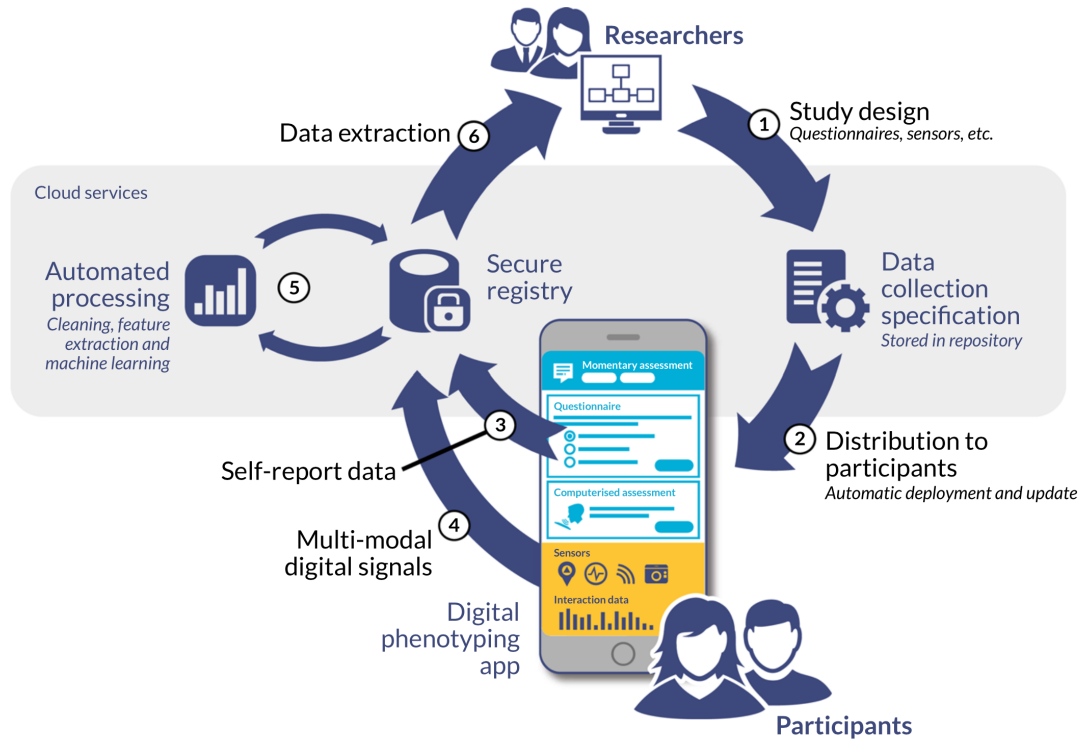 Researchers
1
Study design
Questionnaires, sensors, etc.
Data extraction
6
Cloud services
Automated
processing
Cleaning, feature
extraction and
machine learning
5
Secure
registry
Data
collection
specification
Stored in repository
Momentary assessment
Questionnaire
3
2
Distribution to
participants
Automatic deployment and update
Self-report data
Computerised assessment
4
Multi-modal
digital signals
Sensors
Interaction data
Digital
phenotyping
app
Participants